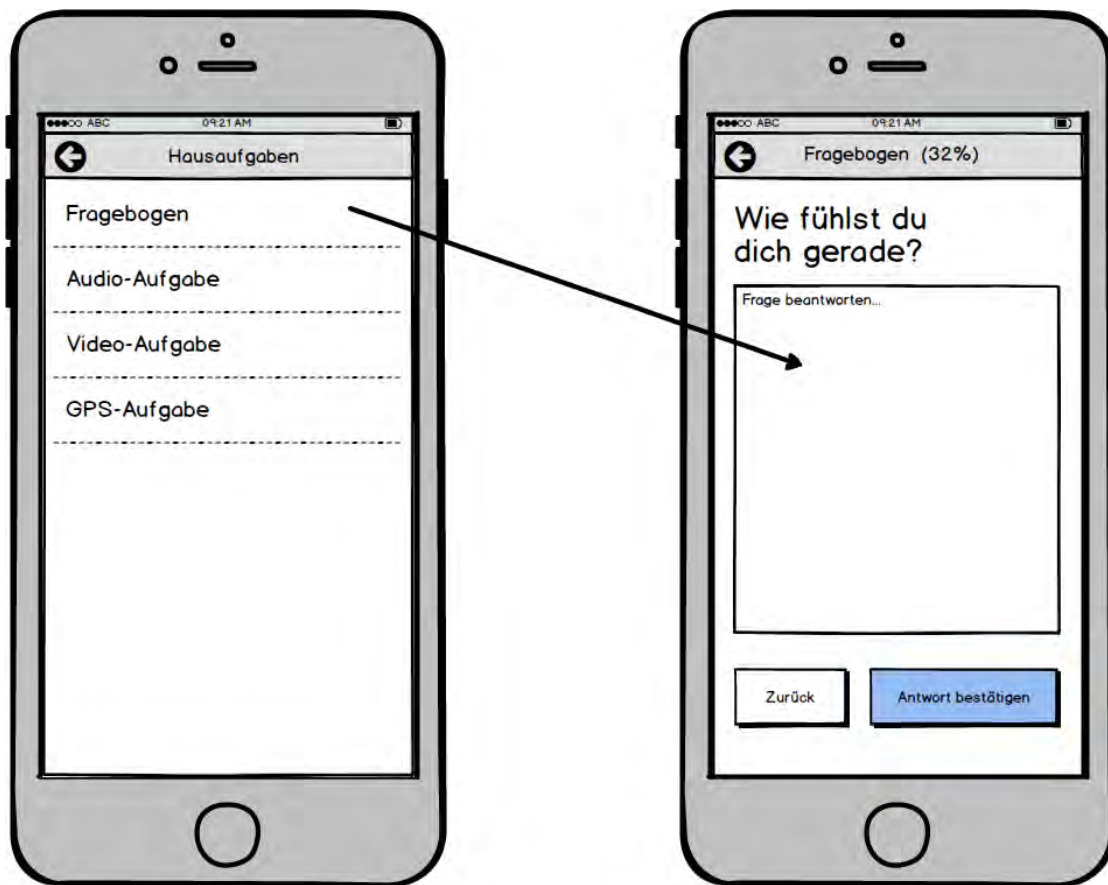 ABC 09:21 AM
Hausaufgaben
Fragebogen
Audio-Aufgabe
Video-Aufgabe
GPS-Aufgabe
ABC 09:21 AM
Fragebogen (32%)
Wie fühlst du
dich gerade?
Frage beantworten...
Zurück
Antwort bestätigen